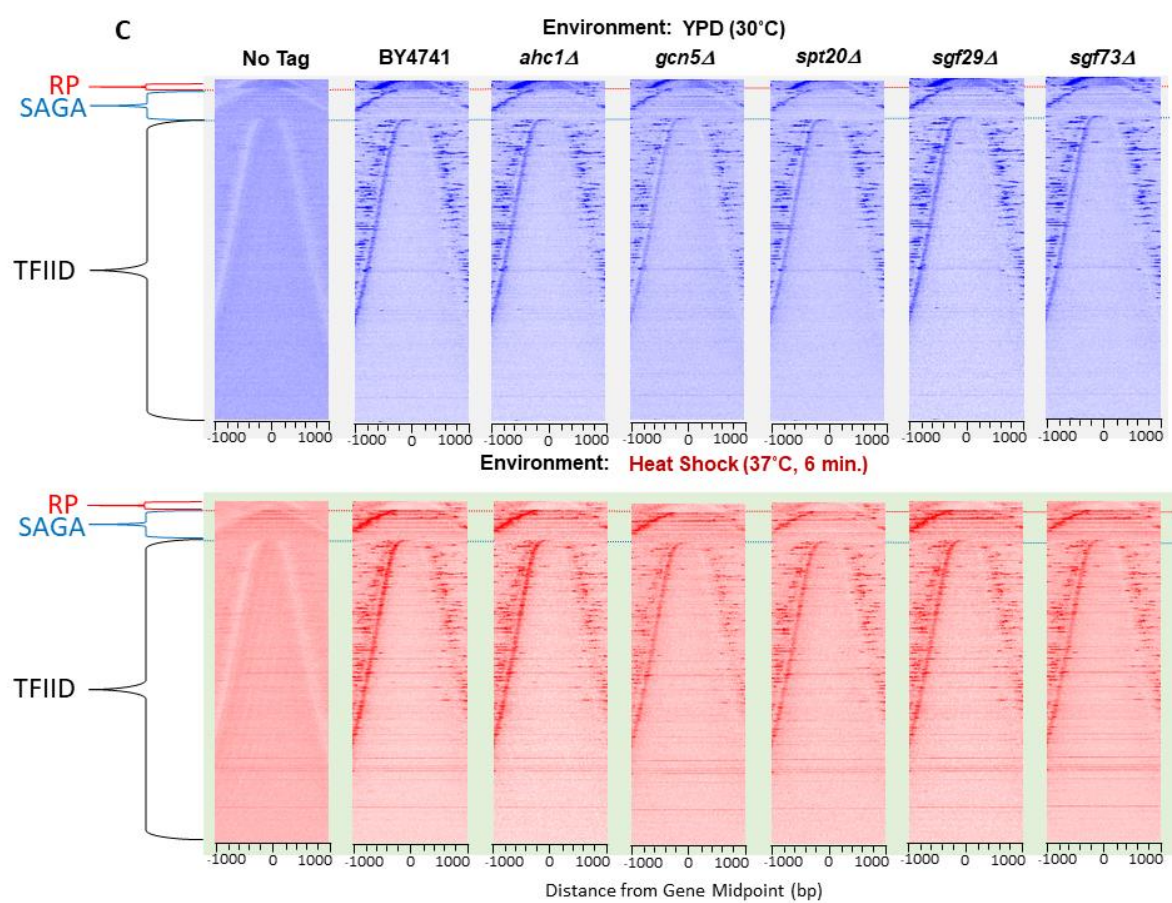 C
Environment: YPD (30˚C)
No Tag BY4741 ahc1Δ gcn5Δ spt20Δ sgf29Δ sgf73Δ
RP
SAGA
TFIID
-1000 0 1000 -1000 0 1000 -1000 0 1000 -1000 0 1000 -1000 0 1000 -1000 0 1000 -1000 0 1000
Environment: Heat Shock (37˚C, 6 min.)
RP
SAGA
TFIID
-1000 0 1000 -1000 0 1000 -1000 0 1000 -1000 0 1000 -1000 0 1000 -1000 0 1000 -1000 0 1000
Distance from Gene Midpoint (bp)